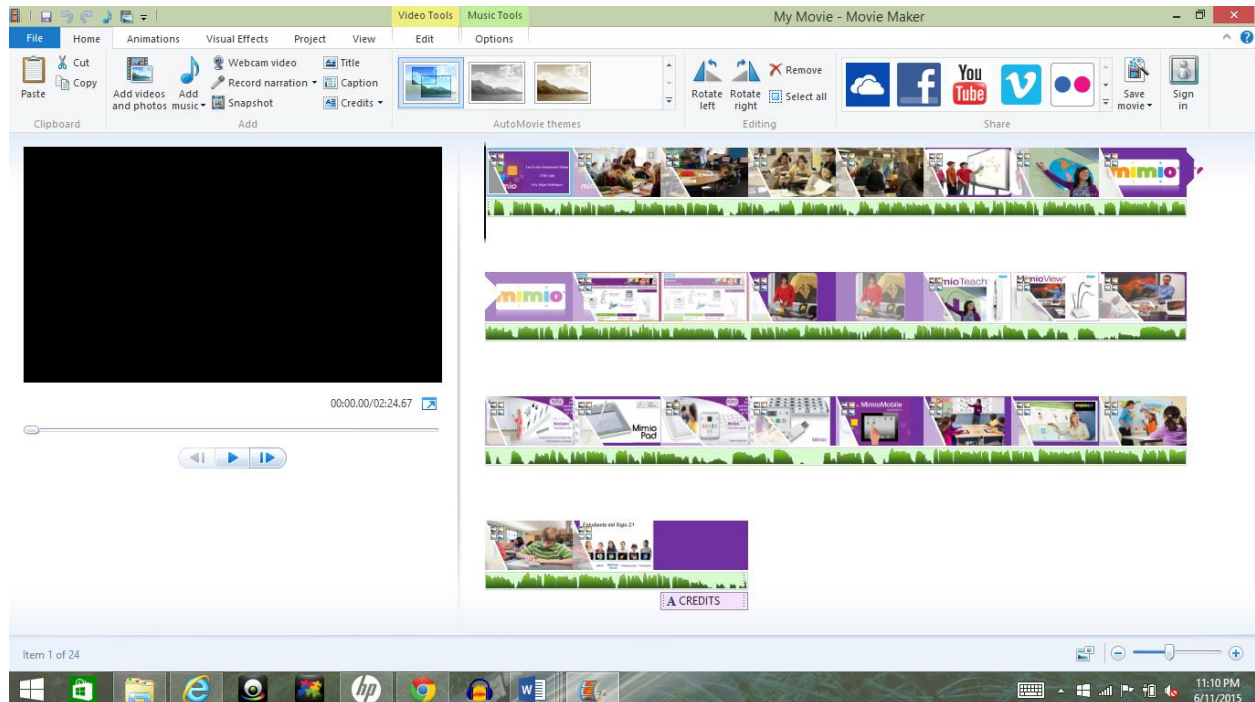 Video Tools Music Tools My Movie - Movie Maker
File Home Animations Visual Effects Project View Edit Options
Paste
Cut
Copy
Clipboard
Add videos and photos
Add music
Webcam video
Record narration
Snapshot
Title
Caption
Credits
Add
AutoMovie themes
Rotate left
Rotate right
Remove
Select all
Editing
f
You Tube
Share
Save movie
Sign in
mimio
mimio
MimioTeach
MimioView
Mimio Pad
Mimio
MimioMobile
Estudiante del Siglo 21
A CREDITS
00:00.00/02:24.67
Item 1 of 24
hp
11:10 PM
6/11/2015